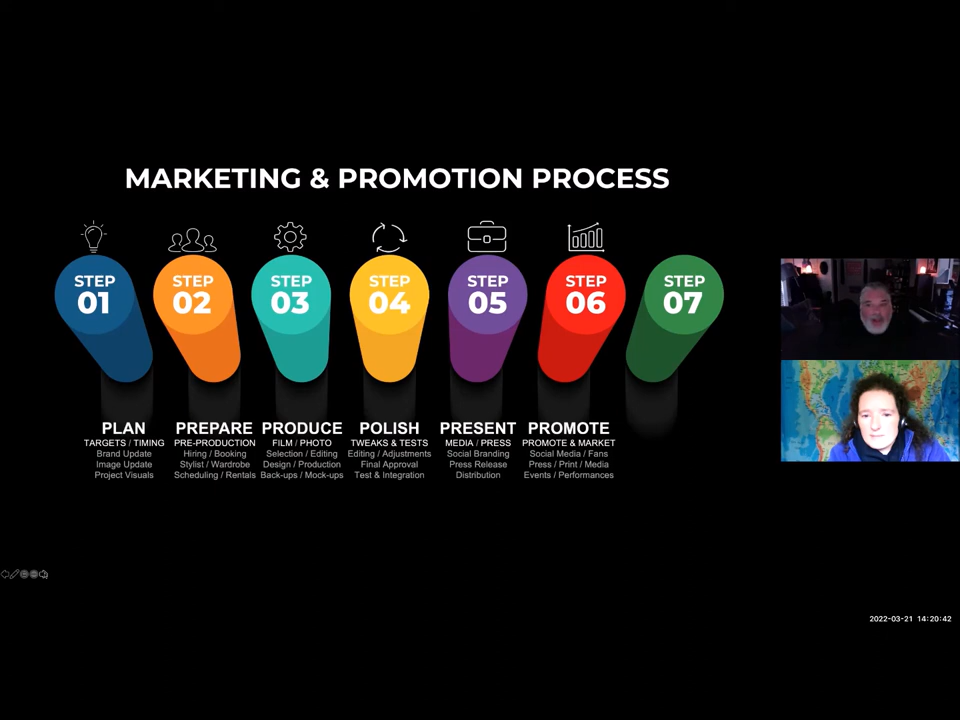 MARKETING & PROMOTION PROCESS
STEP 01
STEP 02
STEP 03
STEP 04
STEP 05
STEP 06
STEP 07
PLAN
TARGETS / TIMING
Brand Update
Image Update
Project Visuals
PREPARE
PRE-PRODUCTION
Hiring / Booking
Stylist / Wardrobe
Scheduling / Rentals
PRODUCE
FILM / PHOTO
Selection / Editing
Design / Production
Back-ups / Mock-ups
POLISH
TWEAKS & TESTS
Editing / Adjustments
Final Approval
Test & Integration
PRESENT
MEDIA / PRESS
Social Branding
Press Release
Distribution
PROMOTE
PROMOTE & MARKET
Social Media / Fans
Press / Print / Media
Events / Performances
2022-03-21 14:20:42